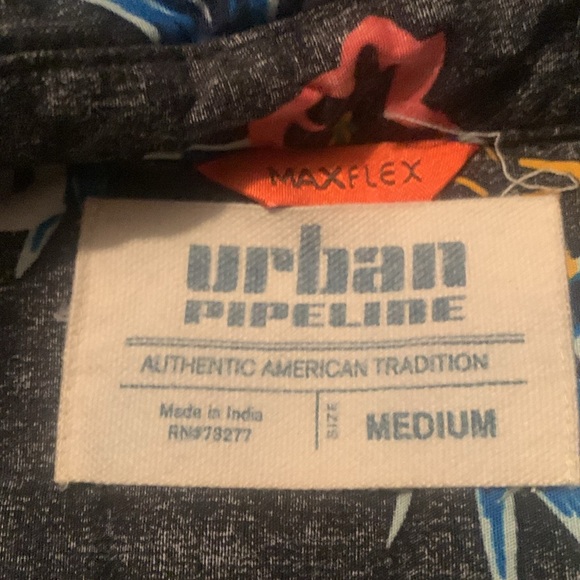 MAXFLEX
urban
PIPELINE
AUTHENTIC AMERICAN TRADITION
Made in India
RN#73277
SIZE
MEDIUM